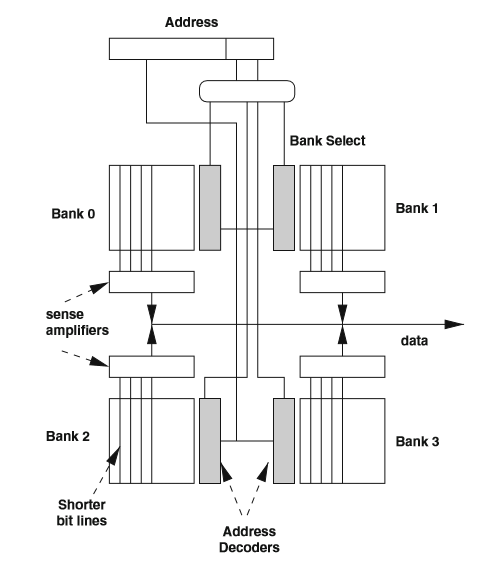 Address
Bank Select
Bank 0
Bank 1
sense
amplifiers
data
Bank 2
Bank 3
Shorter
bit lines
Address
Decoders